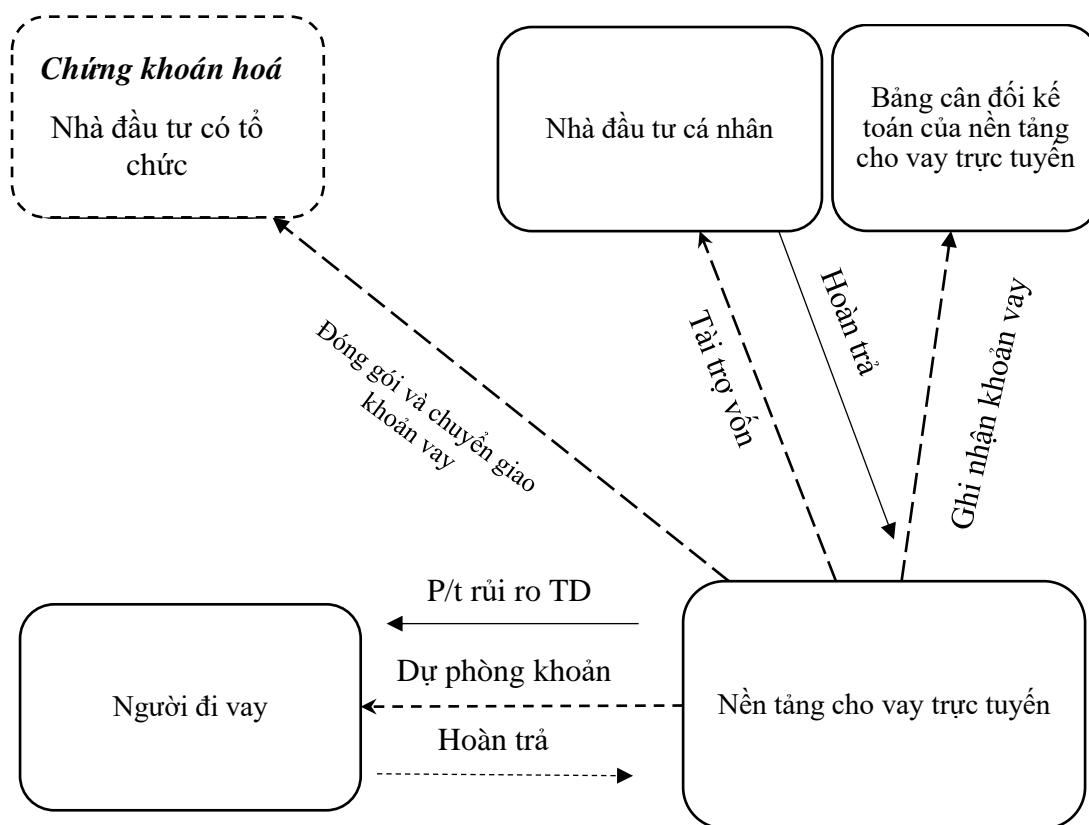 Chứng khoán hoá
Nhà đầu tư có tổ
chức
Nhà đầu tư cá nhân
Bảng cân đối kế
toán của nền tảng
cho vay trực tuyến
Đóng gói và chuyển giao
khoản vay
Tài trợ vốn
Hoàn trả
Ghi nhận khoản vay
P/t rủi ro TD
Dự phòng khoản
Hoàn trả
Người đi vay
Nền tảng cho vay trực tuyến